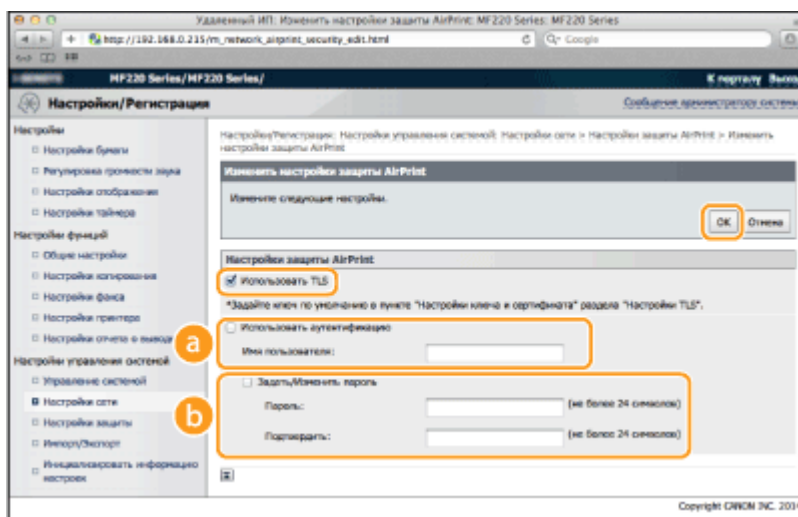 Удаленный ИП: Изменить настройки защиты AirPrint: MF220 Series: MF220 Series
http://192.168.0.215/m_network_airprint_security_edit.html
Google
MF220 Series/MF220 Series/
К порталу
Настройки/Регистрация
Сообщение администратору системы
Настройки
Настройки/Регистрация: Настройки управления системой: Настройки сети > Настройки защиты AirPrint > Изменить
настройки защиты AirPrint
Настройки бумаги
Регулировка громкости звука
Изменить настройки защиты AirPrint
Настройки отображения
Измените следующие настройки.
Настройки таймера
OK
Отмена
Настройки функций
Общие настройки
Настройки защиты AirPrint
Настройки копирования
Использовать TLS
Настройки факса
*Задайте ключ по умолчанию в пункте "Настройки ключа и сертификата" раздела "Настройки TLS".
Настройки принтера
Использовать аутентификацию
Настройки отчета о
a
Имя пользователя:
Настройки управления системой
Управление системой
Задать/Изменить пароль
Настройки сети
b
Пароль:
(не более 24 символов)
Настройки защиты
Импорт/Экспорт
Подтвердить:
(не более 24 символов)
Инициализировать информацию
настроек
Copyright CANON INC.